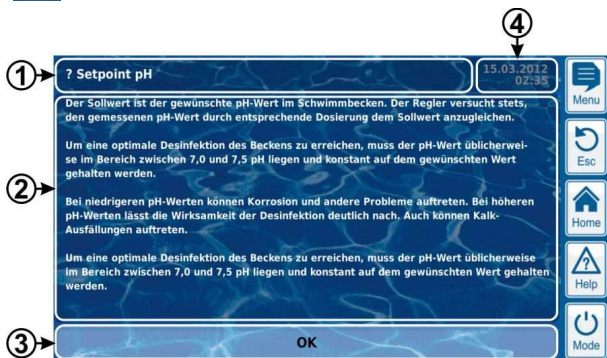 4
1
? Setpoint pH
15.03.2012
02:35
Menu
2
Der Sollwert ist der gewünschte pH-Wert im Schwimmbecken. Der Regler versucht stets,
den gemessenen pH-Wert durch entsprechende Dosierung dem Sollwert anzugleichen.
Um eine optimale Desinfektion des Beckens zu erreichen, muss der pH-Wert üblicherwei-
se im Bereich zwischen 7,0 und 7,5 pH liegen und konstant auf dem gewünschten Wert
gehalten werden.
Bei niedrigeren pH-Werten können Korrosion und andere Probleme auftreten. Bei höheren
pH-Werten lässt die Wirksamkeit der Desinfektion deutlich nach. Auch können Kalk-
Ausfällungen auftreten.
Um eine optimale Desinfektion des Beckens zu erreichen, muss der pH-Wert üblicherweise
im Bereich zwischen 7,0 und 7,5 pH liegen und konstant auf dem gewünschten Wert gehalten
werden.
Esc
Home
Help
3
OK
Mode